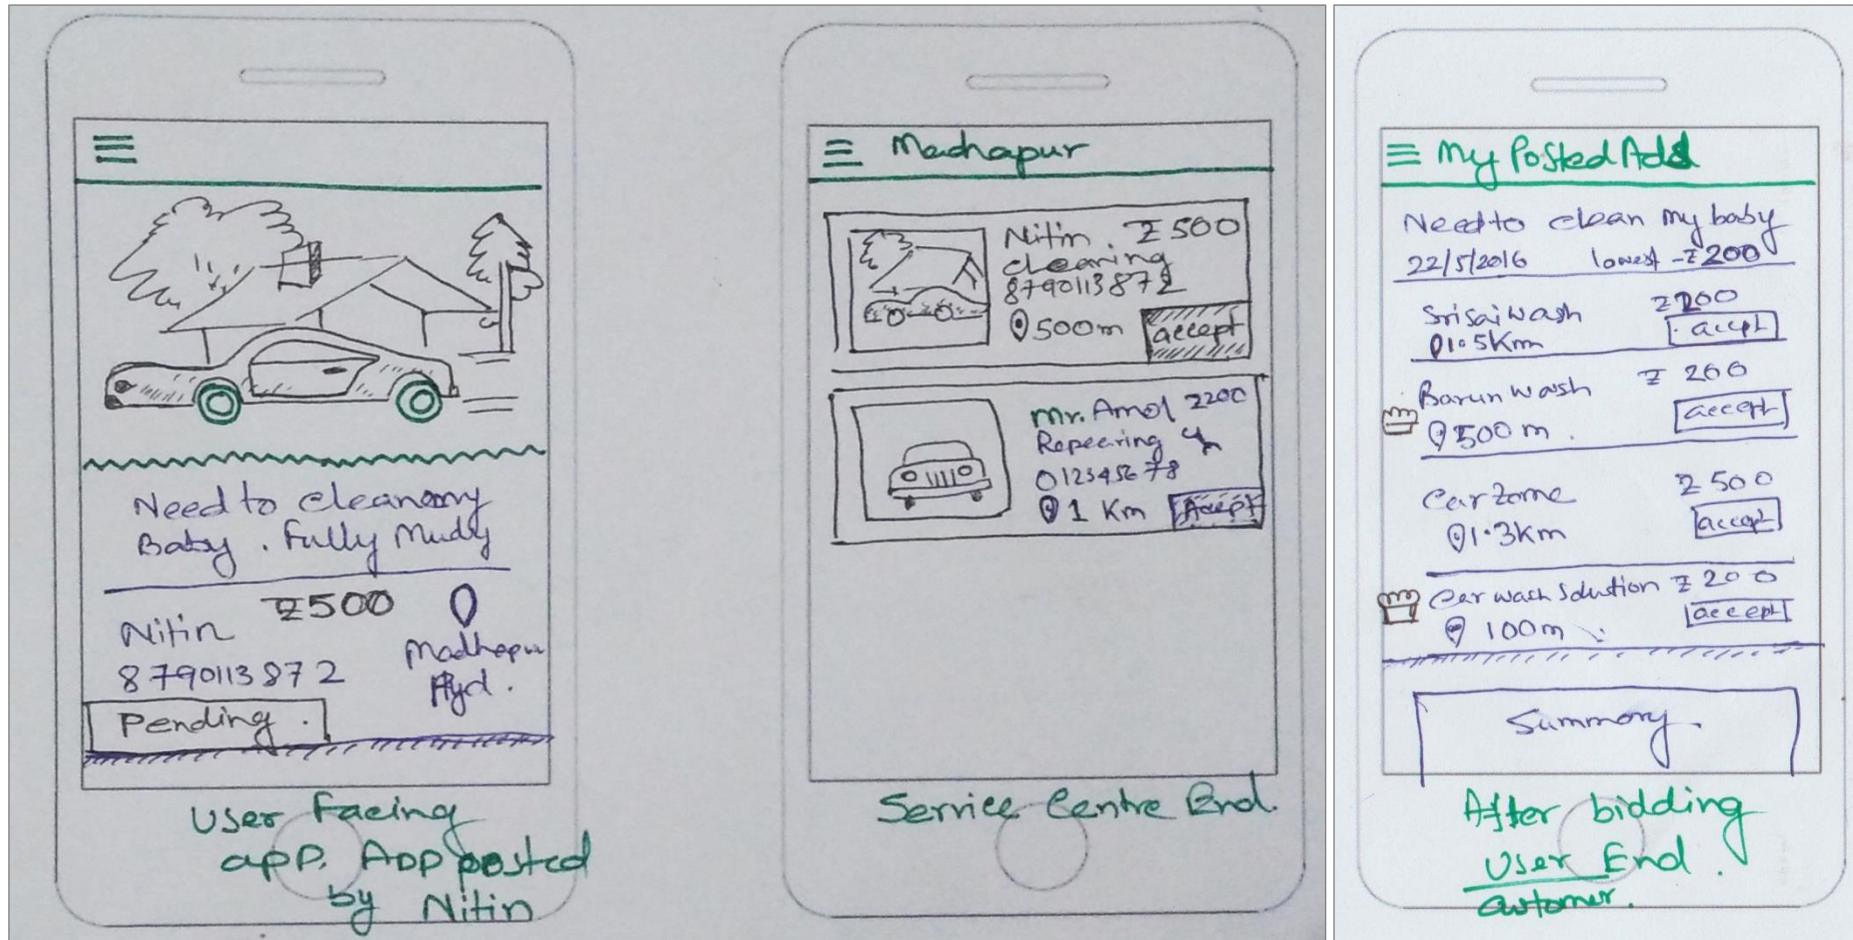 Need to clean my
Baby . Fully Mudy
Nitin ₹500
8790113872
Madhapur
Hyd.
Pending.
User Facing
app. ADD posted
by Nitin
Madhapur
Nitin. ₹500
cleaning
8790113872
500m accept
Mr. Amol ₹200
Repearing
012345678
1 Km Accept
Service Centre End.
My Posted Add
Need to clean my baby
22/5/2016 lowest - ₹200
Srisai wash ₹200
1.5Km accept
Barun wash ₹ 200
500m. accept
Car Zone ₹500
1.3Km accept
Car wash Solution ₹ 200
100m accept
Summary.
After bidding
User End.
customer.